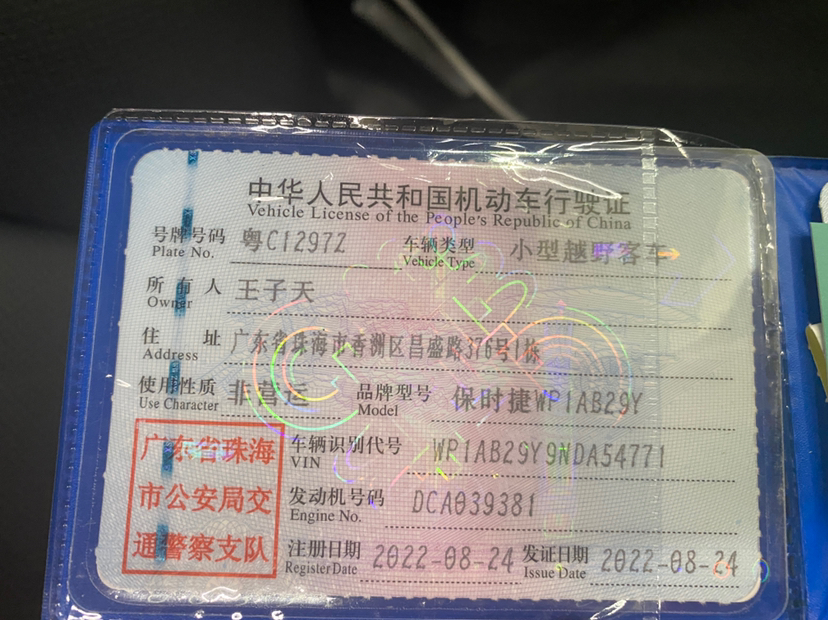 中华人民共和国机动车行驶证
Vehicle License of the People's Republic of China
号牌号码 粤C1297Z 车辆类型 小型越野客车
Plate No. Vehicle Type
所有人 王子天
Owner
住址 广东省珠海市香洲区昌盛路376号1栋
Address
使用性质 非营运 品牌型号 保时捷WP1AB29Y
Use Character Model
广东省珠海
市公安局交
通警察支队
车辆识别代号 WP1AB29Y9NDA54771
VIN
发动机号码 DCA039381
Engine No.
注册日期 2022-08-24 发证日期 2022-08-24
Register Date Issue Date